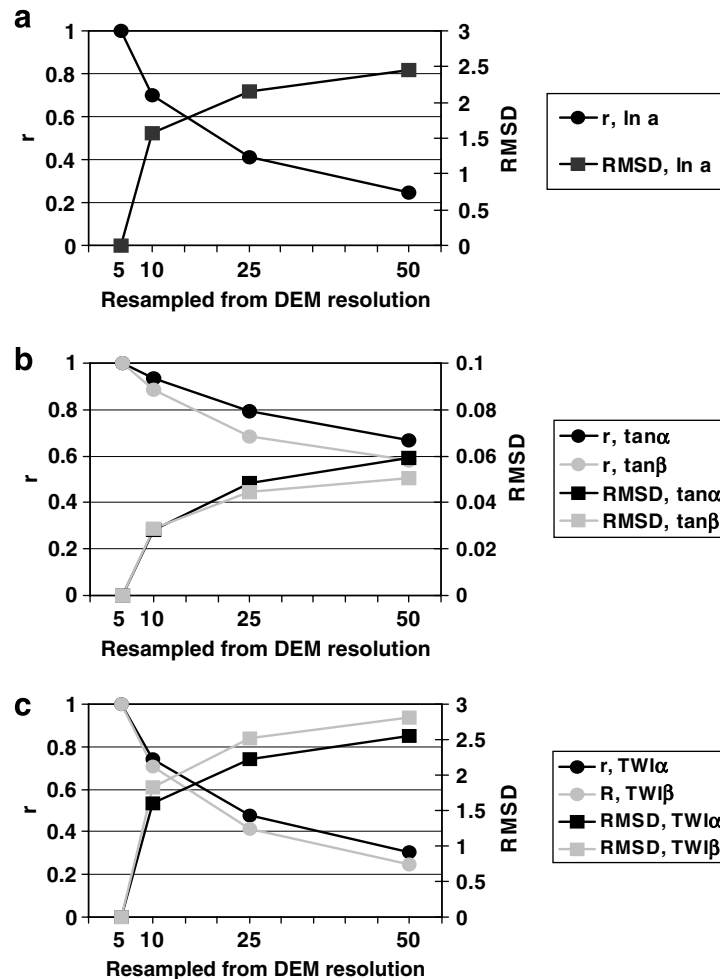 a
1
0.8
0.6
0.4
0.2
0
r
3
2.5
2
1.5
1
0.5
0
RMSD
5 10 25 50
Resampled from DEM resolution
r, ln a
RMSD, ln a
b
1
0.8
0.6
0.4
0.2
0
r
0.1
0.08
0.06
0.04
0.02
0
RMSD
5 10 25 50
Resampled from DEM resolution
r, tanα
r, tanβ
RMSD, tanα
RMSD, tanβ
c
1
0.8
0.6
0.4
0.2
0
r
3
2.5
2
1.5
1
0.5
0
RMSD
5 10 25 50
Resampled from DEM resolution
r, TWIα
R, TWIβ
RMSD, TWIα
RMSD, TWIβ